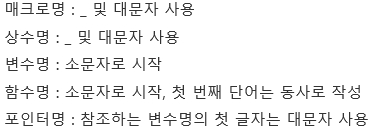 매크로명 : _ 및 대문자 사용
상수명 : _ 및 대문자 사용
변수명 : 소문자로 시작
함수명 : 소문자로 시작, 첫 번째 단어는 동사로 작성
포인터명 : 참조하는 변수명의 첫 글자는 대문자 사용